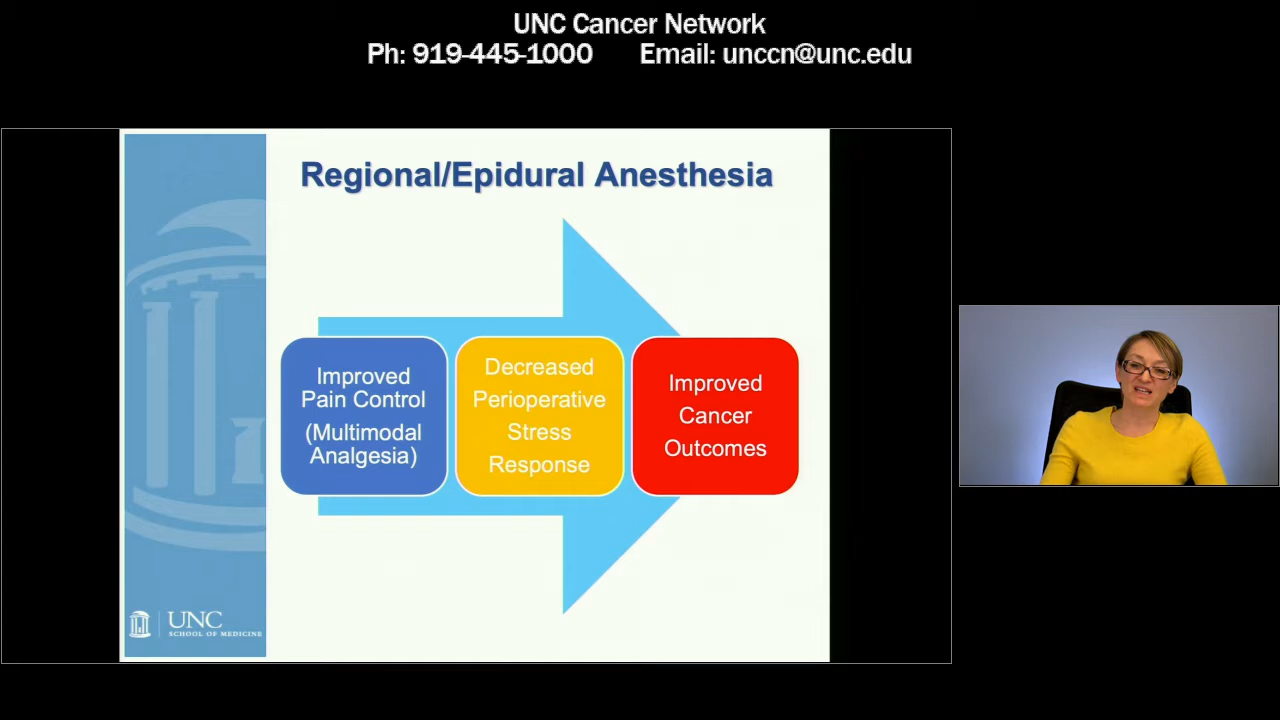 UNC Cancer Network
Ph: 919-445-1000 Email: unccn@unc.edu
Regional/Epidural Anesthesia
Improved
Pain Control
(Multimodal
Analgesia)
Decreased
Perioperative
Stress
Response
Improved
Cancer
Outcomes
UNC
SCHOOL OF MEDICINE